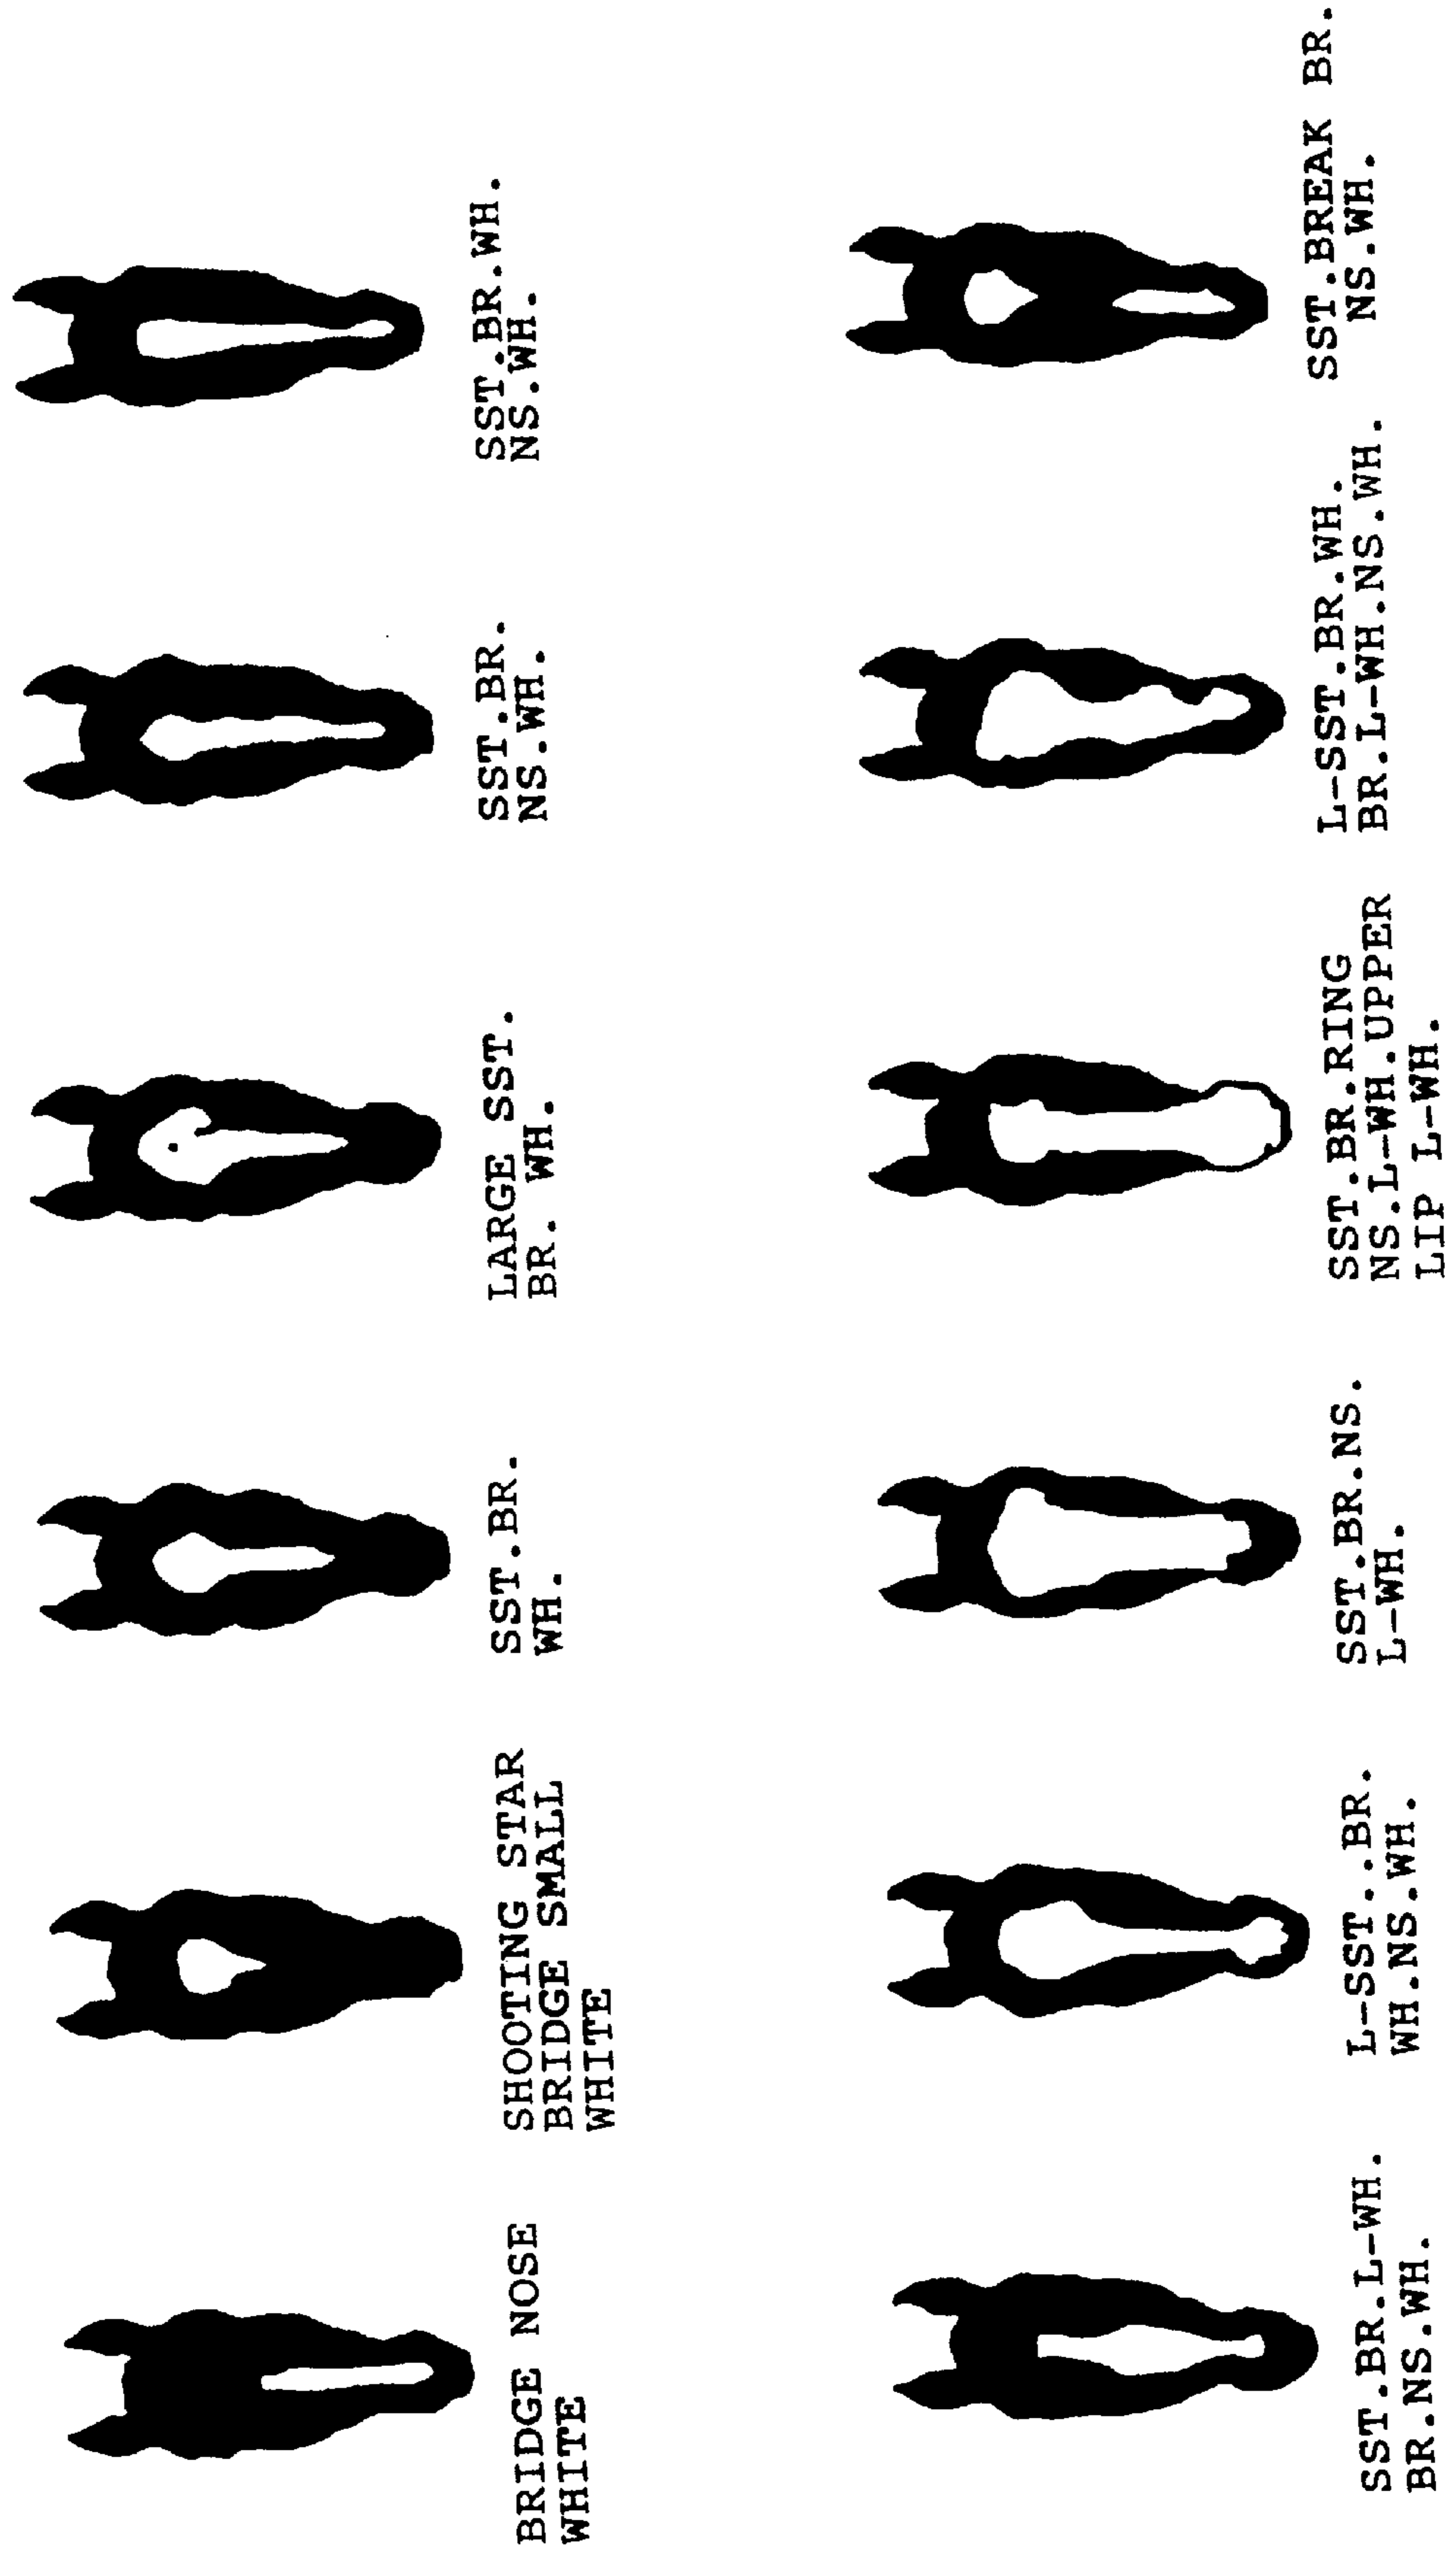 BRIDGE NOSE
WHITE
SHOOTING STAR
BRIDGE SMALL
WHITE
SST.BR.
WH.
LARGE SST.
BR. WH.
SST.BR.
NS.WH.
SST.BR.WH.
NS.WH.
SST.BR.L-WH.
BR.NS.WH.
L-SST..BR.
WH.NS.WH.
SST.BR.NS.
L-WH.
SST.BR.RING
NS.L-WH.UPPER
LIP L-WH.
L-SST.BR.WH.
BR.L-WH.NS.WH.
SST.BREAK BR.
NS.WH.